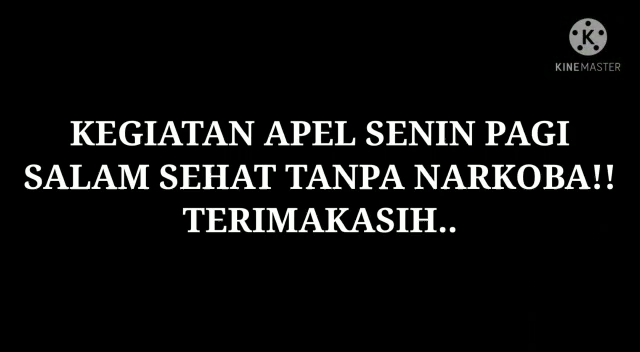 KINEMASTER
KEGIATAN APEL SENIN PAGI
SALAM SEHAT TANPA NARKOBA!!
TERIMAKASIH..